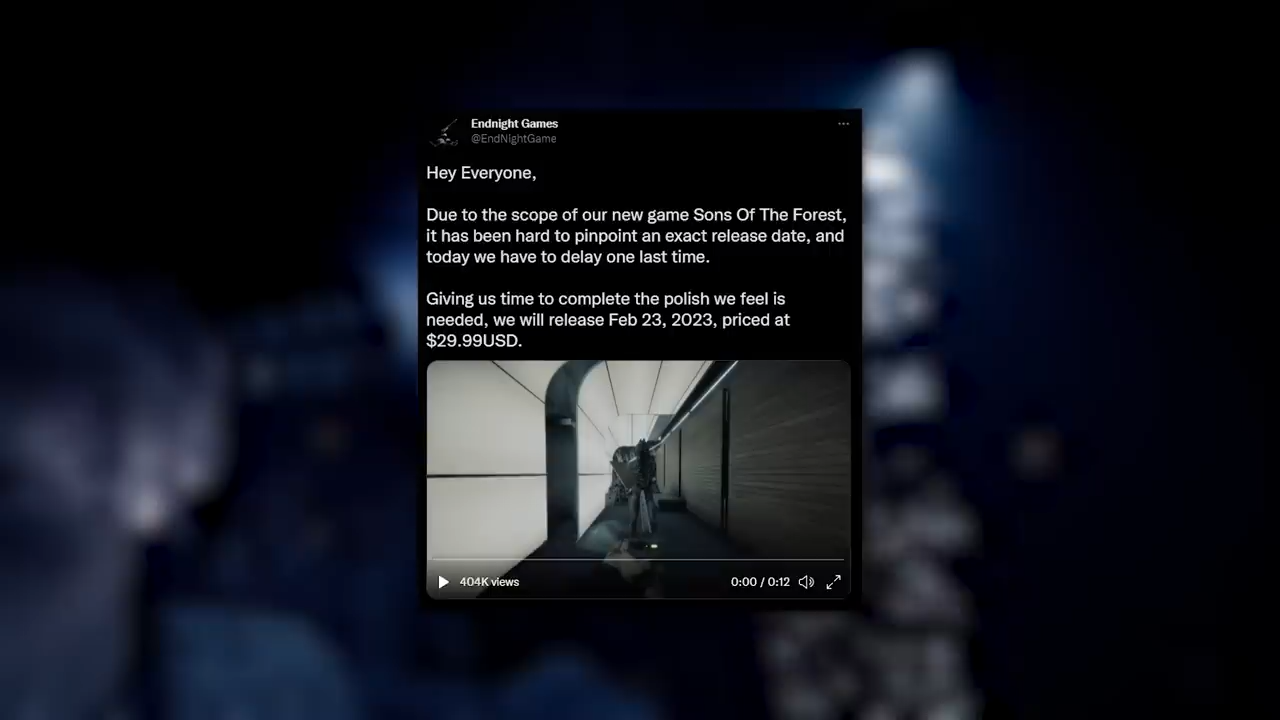 Endnight Games
@EndNightGame
Hey Everyone,
Due to the scope of our new game Sons Of The Forest,
it has been hard to pinpoint an exact release date, and
today we have to delay one last time.
Giving us time to complete the polish we feel is
needed, we will release Feb 23, 2023, priced at
$29.99USD.
404K views
0:00 / 0:12